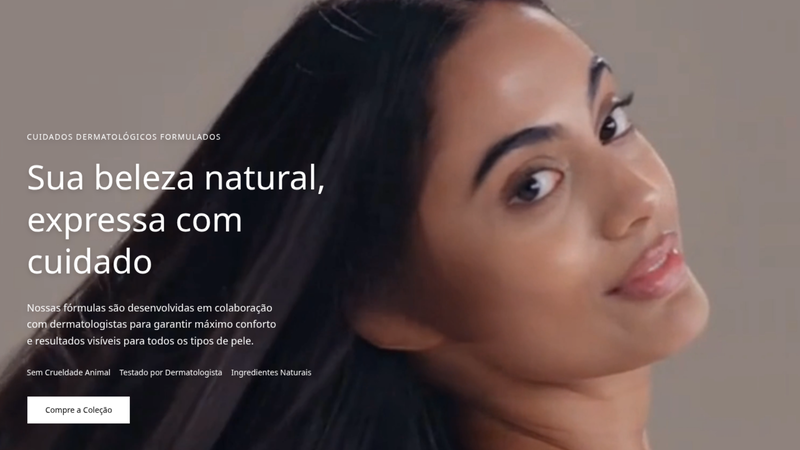 CUIDADOS DERMATOLÓGICOS FORMULADOS
Sua beleza natural,
expressa com
cuidado
Nossas fórmulas são desenvolvidas em colaboração
com dermatologistas para garantir máximo conforto
e resultados visíveis para todos os tipos de pele.
Sem Crueldade Animal Testado por Dermatologista Ingredientes Naturais
Compre a Coleção